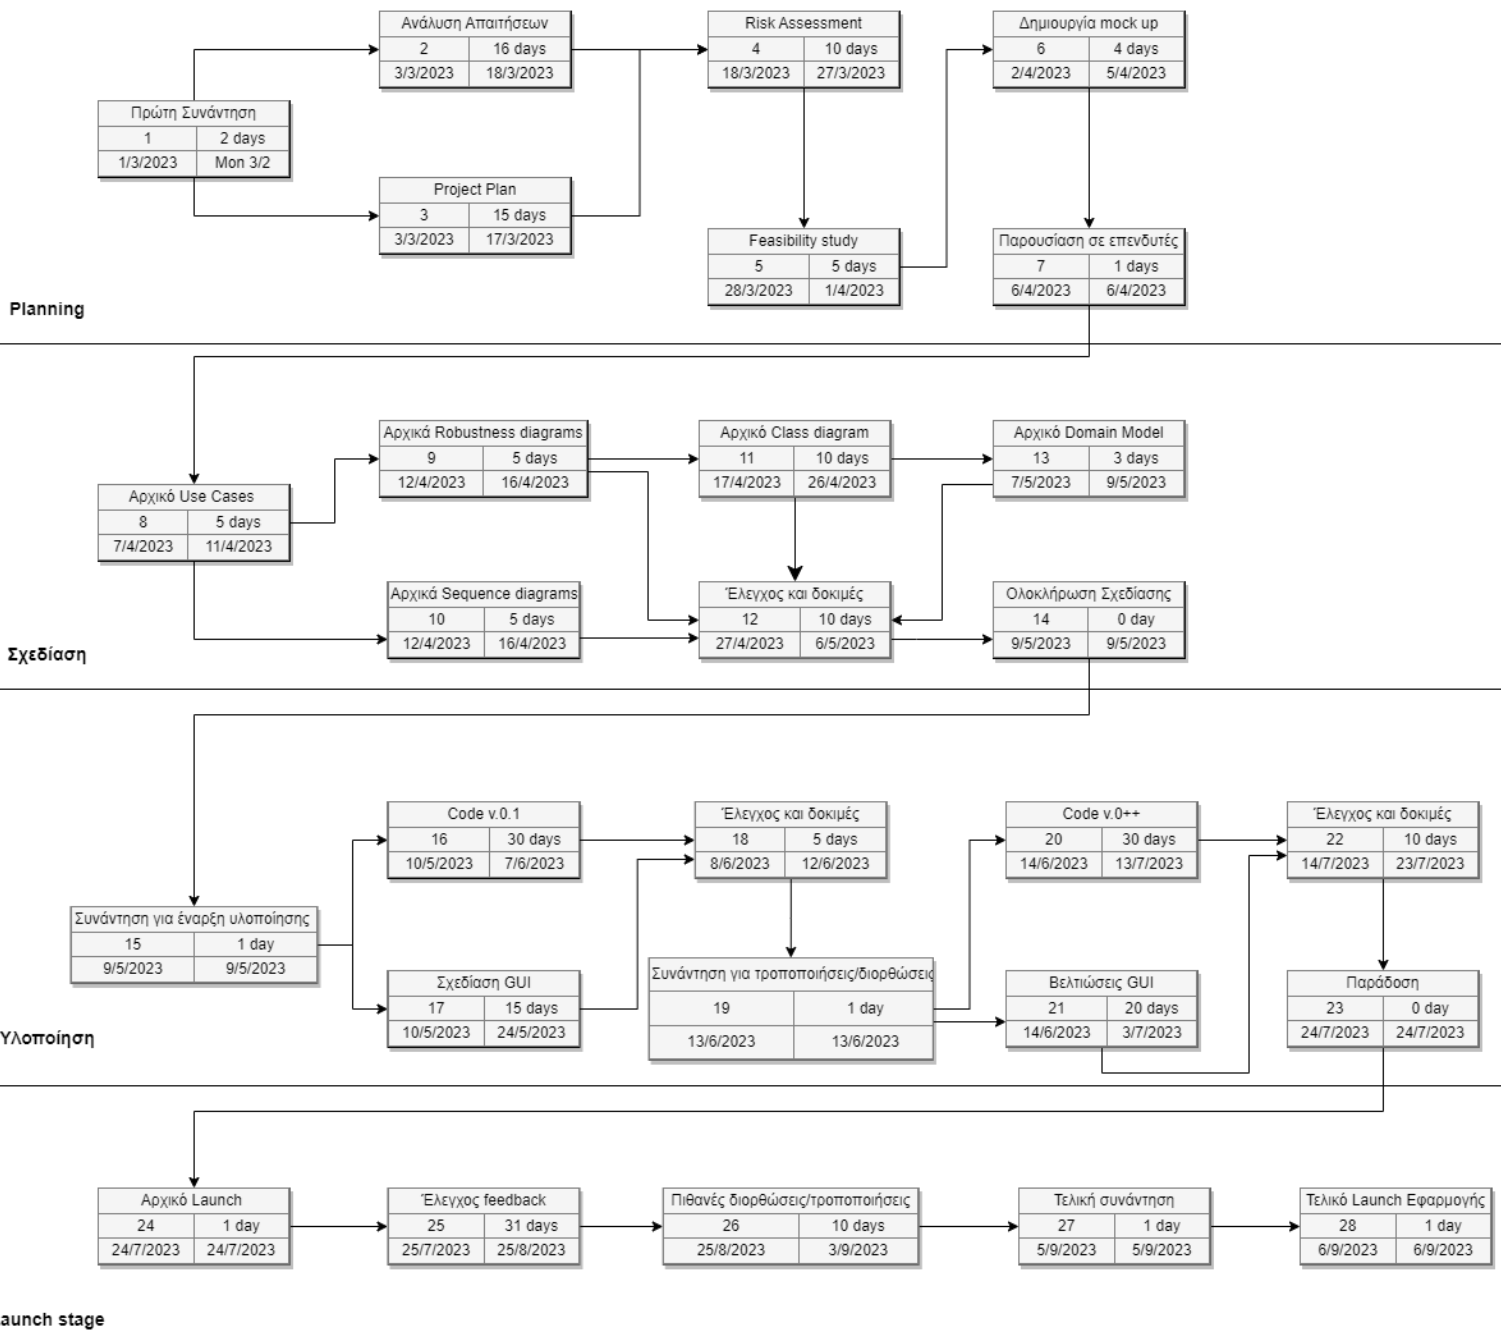 Ανάλυση Απαιτήσεων
2 16 days
3/3/2023 18/3/2023
Risk Assessment
4 10 days
18/3/2023 27/3/2023
Δημιουργία mock up
6 4 days
2/4/2023 5/4/2023
Πρώτη Συνάντηση
1 2 days
1/3/2023 Mon 3/2
Project Plan
3 15 days
3/3/2023 17/3/2023
Feasibility study
5 5 days
28/3/2023 1/4/2023
Παρουσίαση σε επενδυτές
7 1 days
6/4/2023 6/4/2023
Planning
Αρχικά Robustness diagrams
9 5 days
12/4/2023 16/4/2023
Αρχικό Class diagram
11 10 days
17/4/2023 26/4/2023
Αρχικό Domain Model
13 3 days
7/5/2023 9/5/2023
Αρχικό Use Cases
8 5 days
7/4/2023 11/4/2023
Αρχικά Sequence diagrams
10 5 days
12/4/2023 16/4/2023
Έλεγχος και δοκιμές
12 10 days
27/4/2023 6/5/2023
Ολοκλήρωση Σχεδίασης
14 0 day
9/5/2023 9/5/2023
Σχεδίαση
Code v.0.1
16 30 days
10/5/2023 7/6/2023
Έλεγχος και δοκιμές
18 5 days
8/6/2023 12/6/2023
Code v.0++
20 30 days
14/6/2023 13/7/2023
Έλεγχος και δοκιμές
22 10 days
14/7/2023 23/7/2023
Συνάντηση για έναρξη υλοποίησης
15 1 day
9/5/2023 9/5/2023
Σχεδίαση GUI
17 15 days
10/5/2023 24/5/2023
Συνάντηση για τροποποιήσεις/διορθώσεις
19 1 day
13/6/2023 13/6/2023
Βελτιώσεις GUI
21 20 days
14/6/2023 3/7/2023
Παράδοση
23 0 day
24/7/2023 24/7/2023
Υλοποίηση
Αρχικό Launch
24 1 day
24/7/2023 24/7/2023
Έλεγχος feedback
25 31 days
25/7/2023 25/8/2023
Πιθανές διορθώσεις/τροποποιήσεις
26 10 days
25/8/2023 3/9/2023
Τελική συνάντηση
27 1 day
5/9/2023 5/9/2023
Τελικό Launch Εφαρμογής
28 1 day
6/9/2023 6/9/2023
aunch stage